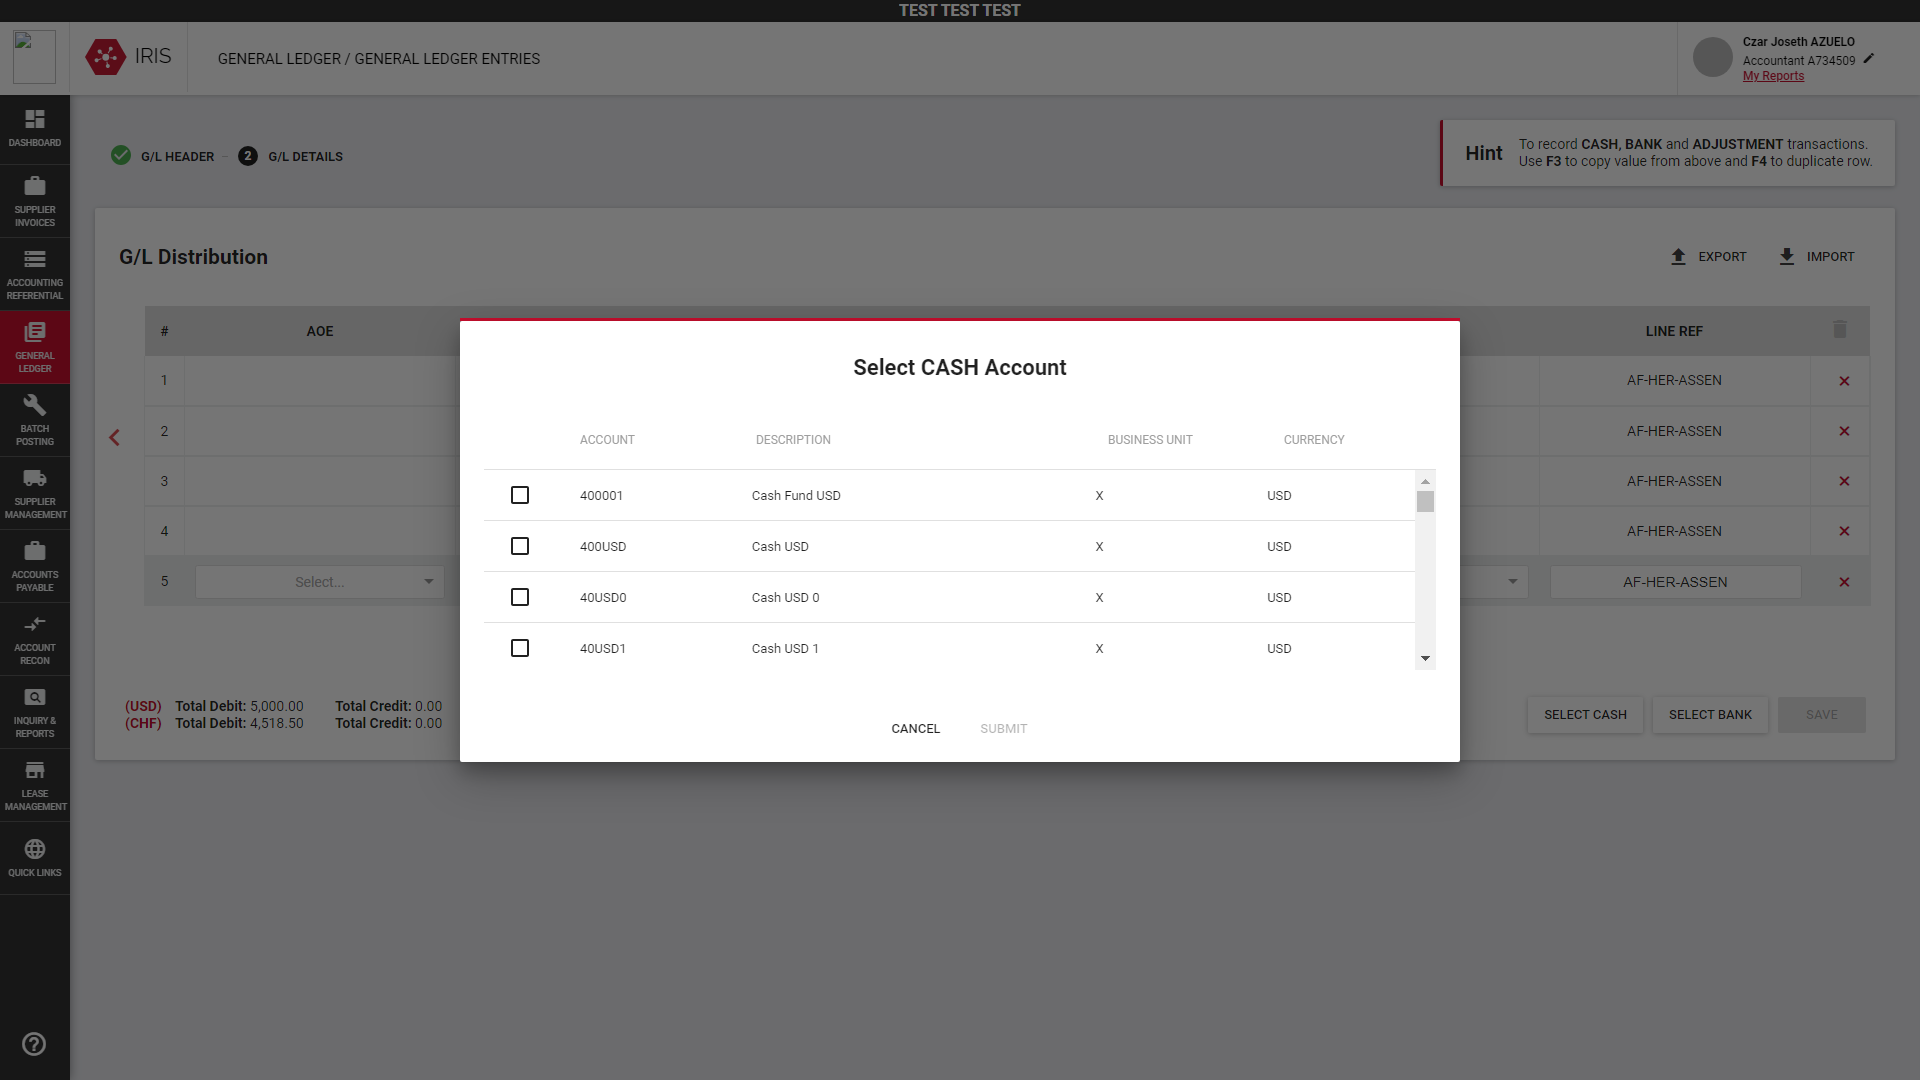 TEST TEST TEST
IRIS
GENERAL LEDGER / GENERAL LEDGER ENTRIES
Czar Joseth AZUELO
Accountant A734509
My Reports
DASHBOARD
SUPPLIER
INVOICES
ACCOUNTING
REFERENTIAL
GENERAL
LEDGER
BATCH
POSTING
SUPPLIER
MANAGEMENT
ACCOUNTS
PAYABLE
ACCOUNT
RECON
INQUIRY &
REPORTS
LEASE
MANAGEMENT
QUICK LINKS
G/L HEADER
2 G/L DETAILS
Hint
To record CASH, BANK and ADJUSTMENT transactions.
Use F3 to copy value from above and F4 to duplicate row.
G/L Distribution
EXPORT
IMPORT
# AOE LINE REF
1 AF-HER-ASSEN
2 AF-HER-ASSEN
3 AF-HER-ASSEN
4 AF-HER-ASSEN
5 Select... AF-HER-ASSEN
(USD) Total Debit: 5,000.00 Total Credit: 0.00
(CHF) Total Debit: 4,518.50 Total Credit: 0.00
SELECT CASH
SELECT BANK
SAVE
Select CASH Account
ACCOUNT DESCRIPTION BUSINESS UNIT CURRENCY
400001 Cash Fund USD X USD
400USD Cash USD X USD
40USD0 Cash USD 0 X USD
40USD1 Cash USD 1 X USD
CANCEL
SUBMIT